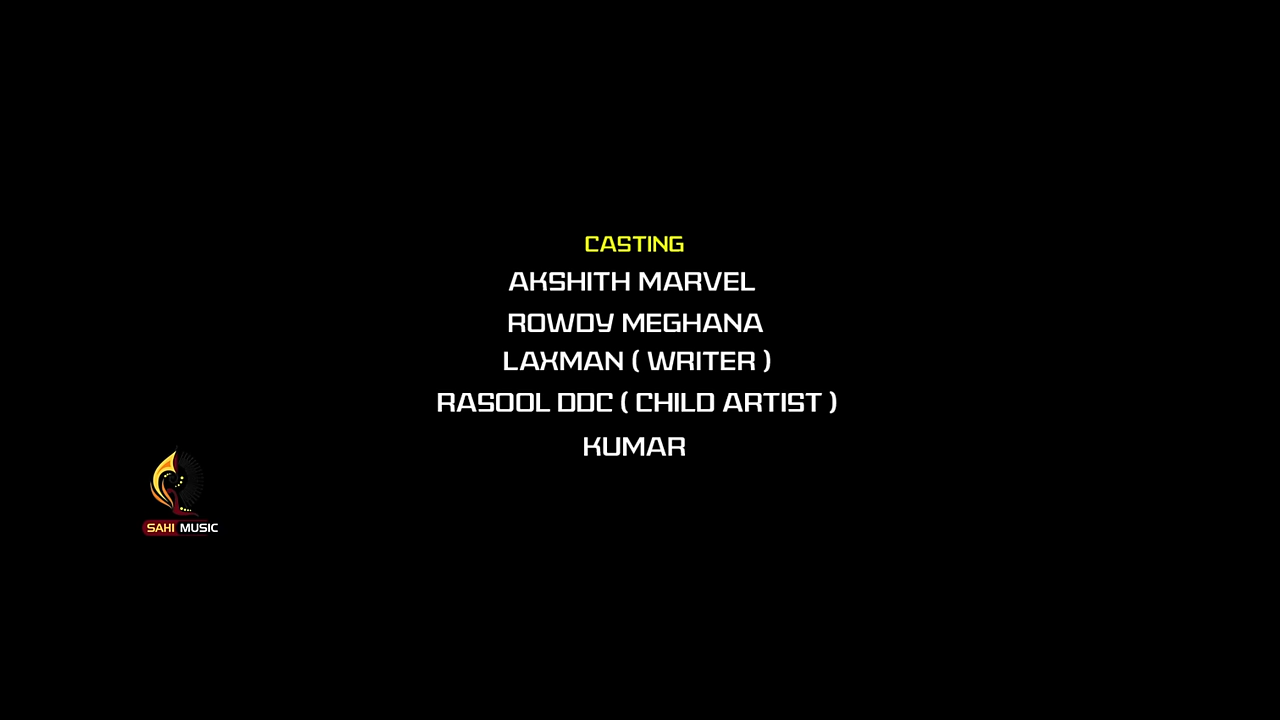 CASTING
AKSHITH MARVEL
ROWDY MEGHANA
LAXMAN ( WRITER )
RASOOL DDC ( CHILD ARTIST )
KUMAR
SAHI MUSIC